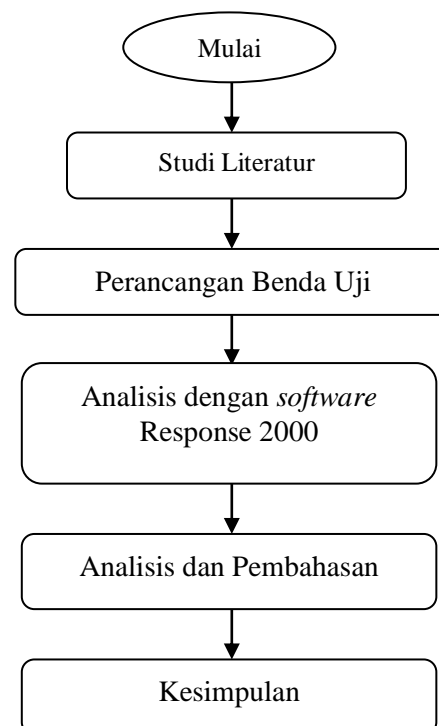 Mulai
Studi Literatur
Perancangan Benda Uji
Analisis dengan software
Response 2000
Analisis dan Pembahasan
Kesimpulan